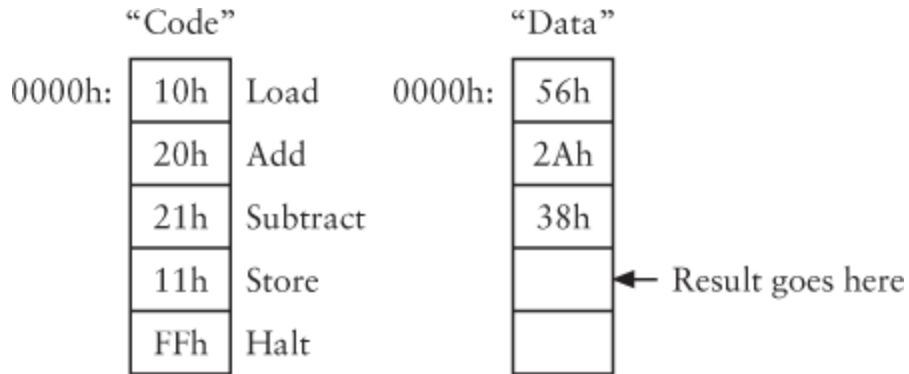 “Code” “Data”
0000h: 10h Load 0000h: 56h
20h Add 2Ah
21h Subtract 38h
11h Store Result goes here
FFh Halt